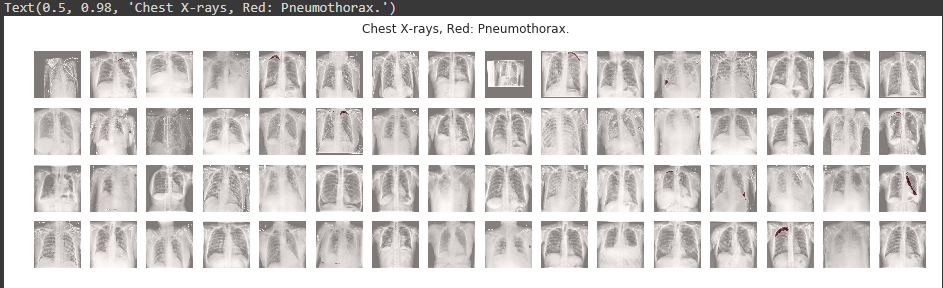 Text(0.5, 0.98, 'Chest X-rays, Red: Pneumothorax.')
Chest X-rays, Red: Pneumothorax.